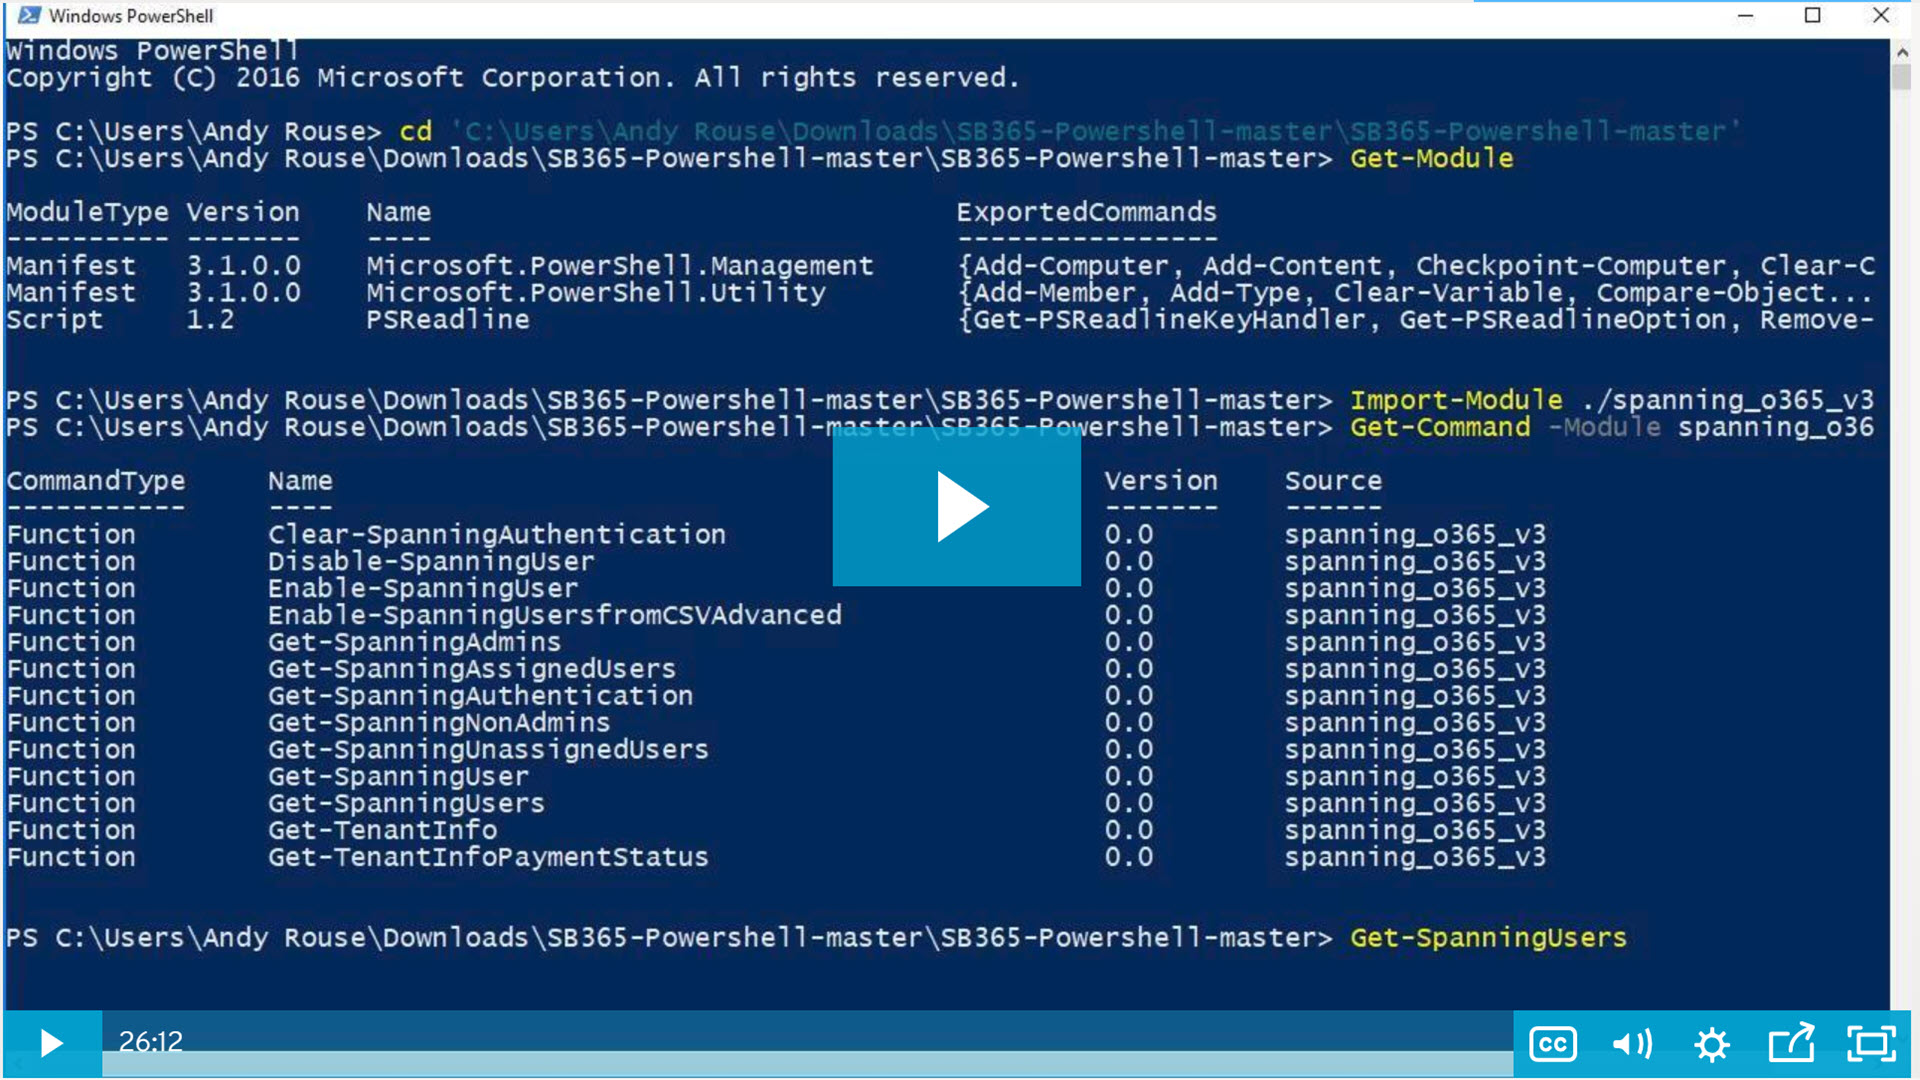 Windows PowerShell
Windows PowerShell
Copyright (C) 2016 Microsoft Corporation. All rights reserved.
PS C:\Users\Andy Rouse> cd 'C:\Users\Andy Rouse\Downloads\SB365-Powershell-master\SB365-Powershell-master'
PS C:\Users\Andy Rouse\Downloads\SB365-Powershell-master\SB365-Powershell-master> Get-Module
ModuleType Version Name ExportedCommands
---------- ------- ---- ----------------
Manifest 3.1.0.0 Microsoft.PowerShell.Management {Add-Computer, Add-Content, Checkpoint-Computer, Clear-C
Manifest 3.1.0.0 Microsoft.PowerShell.Utility {Add-Member, Add-Type, Clear-Variable, Compare-Object...
Script 1.2 PSReadline {Get-PSReadlineKeyHandler, Get-PSReadlineOption, Remove-
PS C:\Users\Andy Rouse\Downloads\SB365-Powershell-master\SB365-Powershell-master> Import-Module ./spanning_o365_v3
PS C:\Users\Andy Rouse\Downloads\SB365-Powershell-master\SB365-Powershell-master> Get-Command -Module spanning_o36
CommandType Name Version Source
----------- ---- ------- ------
Function Clear-SpanningAuthentication 0.0 spanning_o365_v3
Function Disable-SpanningUser 0.0 spanning_o365_v3
Function Enable-SpanningUser 0.0 spanning_o365_v3
Function Enable-SpanningUsersfromCSVAdvanced 0.0 spanning_o365_v3
Function Get-SpanningAdmins 0.0 spanning_o365_v3
Function Get-SpanningAssignedUsers 0.0 spanning_o365_v3
Function Get-SpanningAuthentication 0.0 spanning_o365_v3
Function Get-SpanningNonAdmins 0.0 spanning_o365_v3
Function Get-SpanningUnassignedUsers 0.0 spanning_o365_v3
Function Get-SpanningUser 0.0 spanning_o365_v3
Function Get-SpanningUsers 0.0 spanning_o365_v3
Function Get-TenantInfo 0.0 spanning_o365_v3
Function Get-TenantInfoPaymentStatus 0.0 spanning_o365_v3
PS C:\Users\Andy Rouse\Downloads\SB365-Powershell-master\SB365-Powershell-master> Get-SpanningUsers
26:12
CC